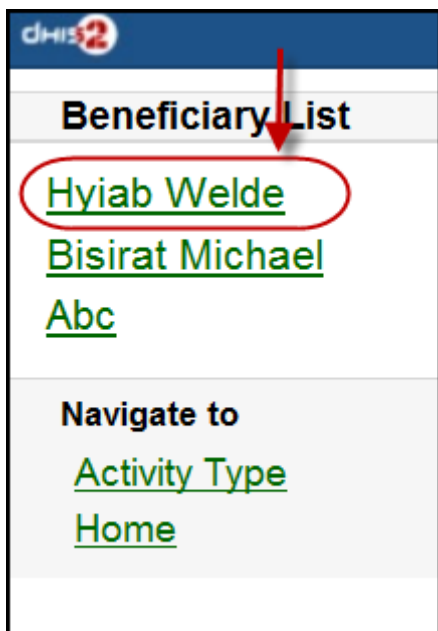 dHIS2
Beneficiary List
Hyiab Welde
Bisirat Michael
Abc
Navigate to
Activity Type
Home